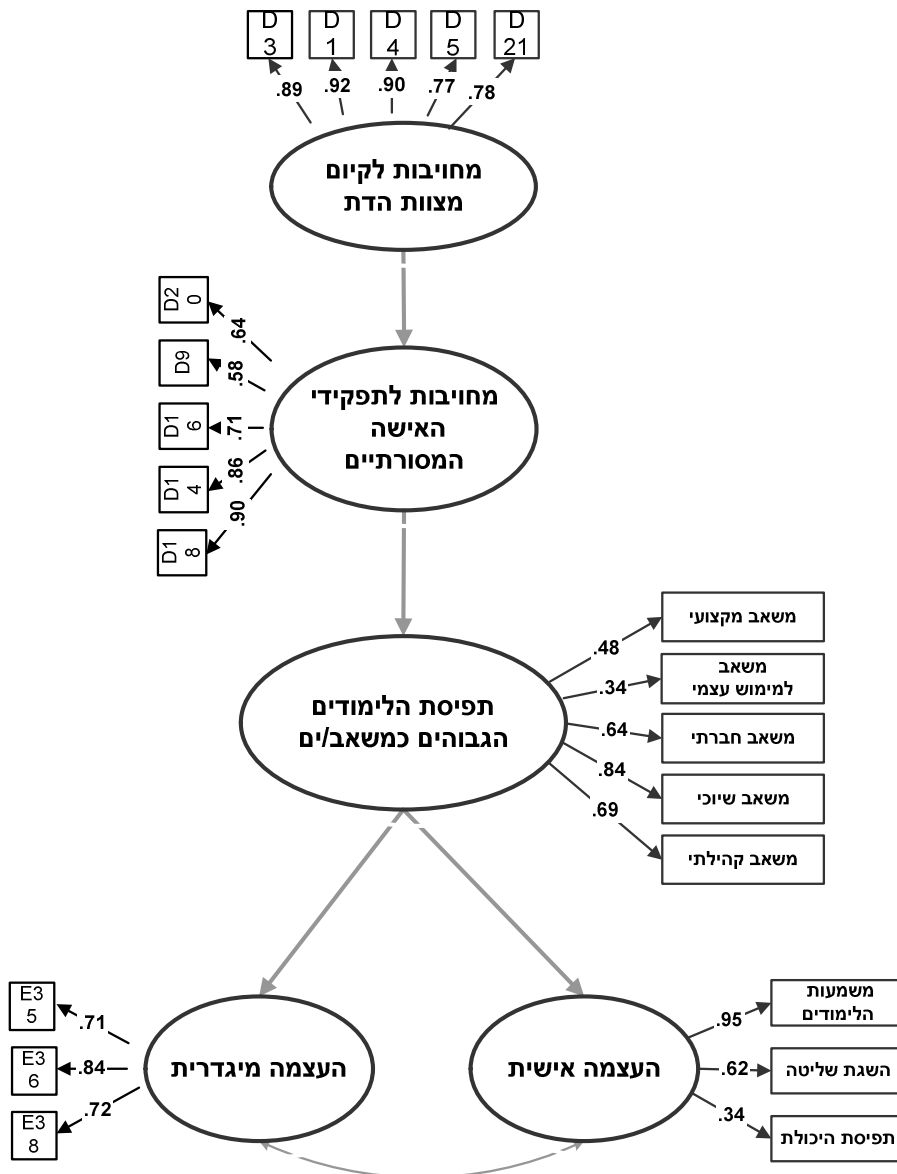 D
3
D
1
D
4
D
5
D
21
.89
.92
.90
.77
.78
מחויבות לקיום
מצוות הדת
D2
0
D9
D1
6
D1
4
D1
8
.64
.58
.71
.86
.90
מחויבות לתפקידי
האישה
המסורתיים
תפיסת הלימודים
הגבוהים כמשאב/ים
.48
.34
.64
.84
.69
משאב מקצועי
משאב
למימוש עצמי
משאב חברתי
משאב שיוכי
משאב קהילתי
העצמה אישית
.95
.62
.34
משמעות
הלימודים
השגת שליטה
תפיסת היכולת
העצמה מיגדרית
.71
.84
.72
E3
5
E3
6
E3
8